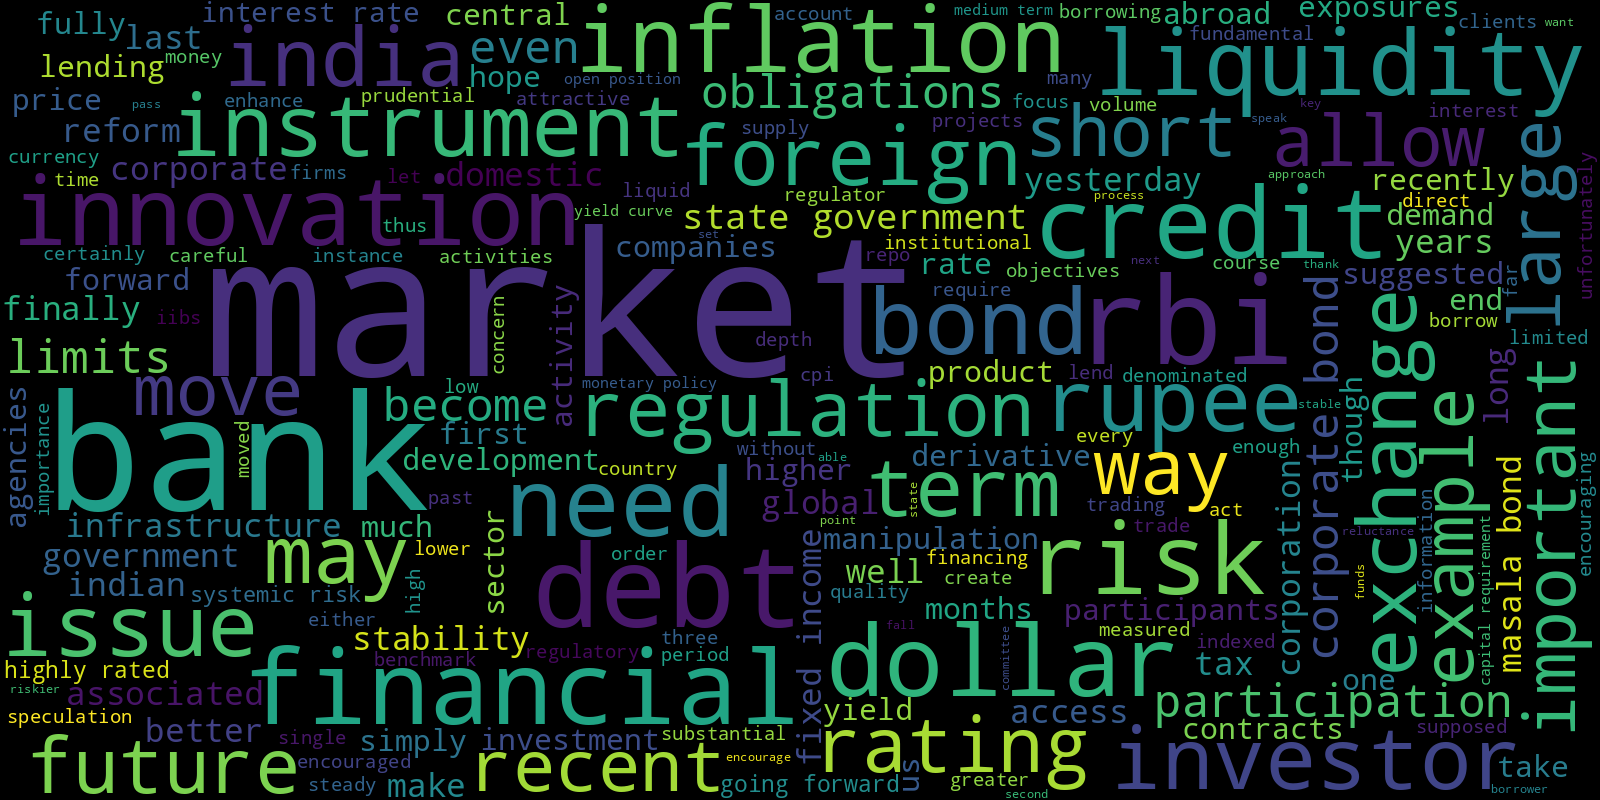 fully
last
interest rate
central
inflation
account
medium term
borrowing
abroad
exposures
clients
want
lending
money
india
even
hope
open position
many
fundamental
liquidity
price
pass
enhance
prudential
attractive
obligations
focus
volume
key
interest
reform
instrument
supply
projects
short
speak
allow
large
currency
corporate
firms
let
domestic
foreign
regulator
yesterday
approach
recently
unfortunately
time
innovation
thus
yield curve
liquid
state government
process
credit
direct
demand
certainly
careful
instance
activities
companies
set
institutional
repo
rate
objectives
next
course
thank
years
suggested
forward
finally
iibs
market
require
bond
rbi
end
far
borrow
limits
concern
activity
depth
cpi
product
lend
denominated
corporate bond
exchange
limited
important
move
low
monetary policy
rupee
stable
long
agencies
importance
bank
become
regulation
first
moved
development
country
without
able
higher
derivative
every
way
enough
though
example
masala bond
encouraging
past
need
global
term
state
trading
act
infrastructure
much
sector
point
manipulation
trade
risk
corporation
information
reluctance
capital requirement
government
may
lower
order
debt
fixed income
well
financing
create
funds
indian
systemic risk
high
either
quality
months
participants
issue
stability
three
period
fall
dollar
measured
indexed
committee
tax
one
highly rated
benchmark
regulatory
riskier
associated
financial
yield
access
participation
speculation
better
single
simply
investment
substantial
rating
contracts
supposed
future
encouraged
steady
make
recent
encourage
going forward
us
greater
second
investor
take
borrower